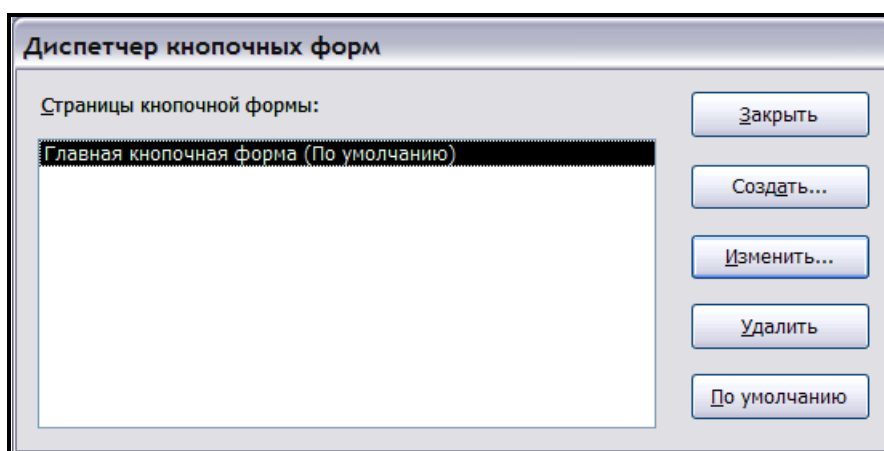 Диспетчер кнопочных форм
Страницы кнопочной формы:
Главная кнопочная форма (По умолчанию)
Закрыть
Создать...
Изменить...
Удалить
По умолчанию